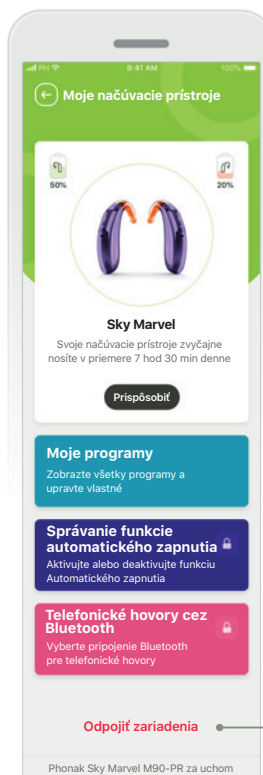 PH 9:41 AM 100%
Moje načúvacie prístroje
50% 20%
Sky Marvel
Svoje načúvacie prístroje zvyčajne
nosíte v priemere 7 hod 30 min denne
Prispôsobiť
Moje programy
Zobrazte všetky programy a
upravte vlastné
Správanie funkcie
automatického zapnutia
Aktivujte alebo deaktivujte funkciu
Automatického zapnutia
Telefonické hovory cez
Bluetooth
Vyberte pripojenie Bluetooth
pre telefonické hovory
Odpojiť zariadenia
Phonak Sky Marvel M90-PR za uchom